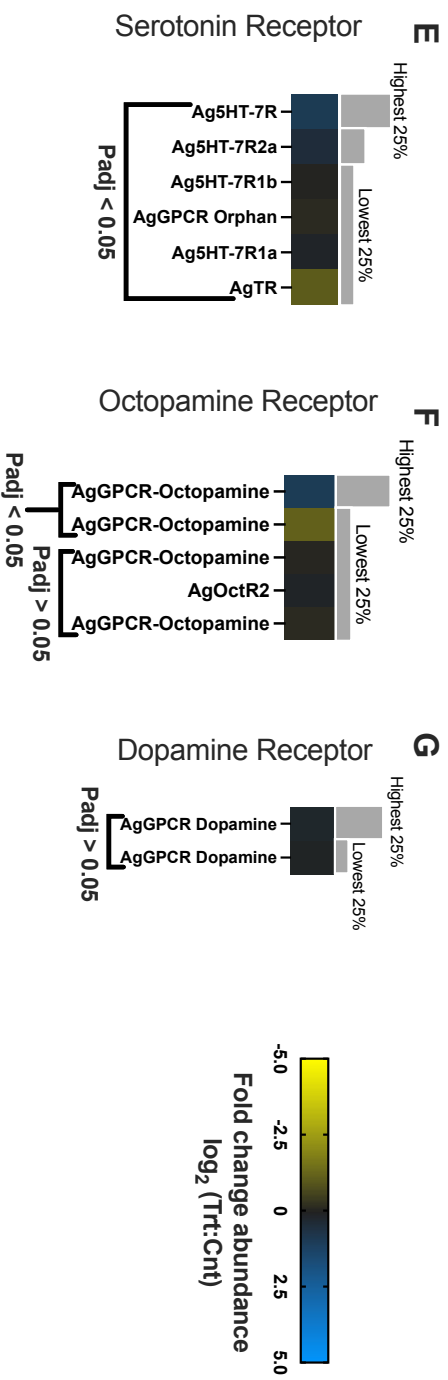 E
Serotonin Receptor
Highest 25%
Lowest 25%
Ag5HT-7R
Ag5HT-7R2a
Ag5HT-7R1b
AgGPCR Orphan
Ag5HT-7R1a
AgTR
Padj < 0.05
F
Octopamine Receptor
Highest 25%
Lowest 25%
AgGPCR-Octopamine
AgGPCR-Octopamine
AgGPCR-Octopamine
AgOctR2
AgGPCR-Octopamine
Padj < 0.05
Padj > 0.05
G
Dopamine Receptor
Highest 25%
Lowest 25%
AgGPCR Dopamine
AgGPCR Dopamine
Padj > 0.05
-5.0
-2.5
0
2.5
5.0
Fold change abundance
log₂ (Trt:Cnt)